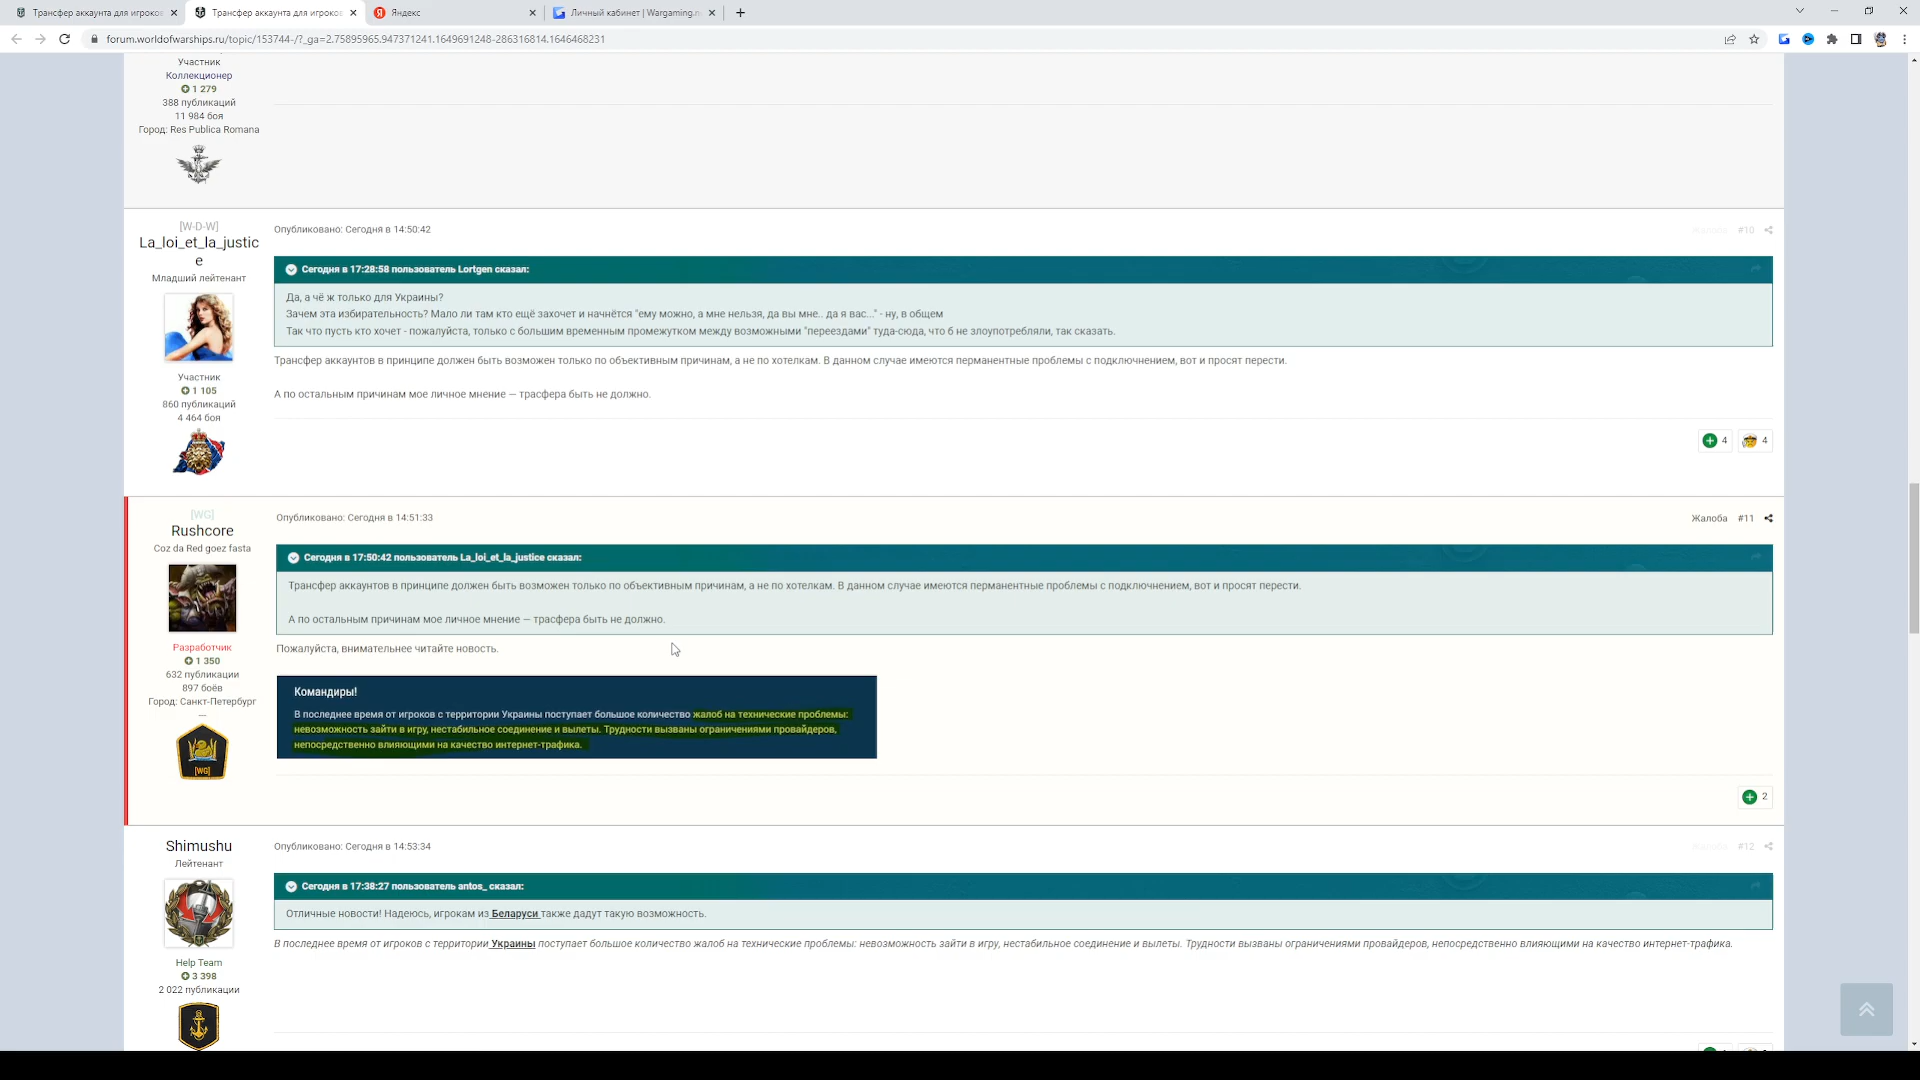 Трансфер аккаунта для игроков
Трансфер аккаунта для игроков
Яндекс
Личный кабинет | Wargaming.n
forum.worldofwarships.ru/topic/153744-/?_ga=2.75895965.947371241.1649691248-286316814.1646468231
Участник
Коллекционер
1 279
388 публикаций
11 984 боя
Город: Res Publica Romana
[W-D-W]
La_loi_et_la_justic
e
Младший лейтенант
Участник
1 105
860 публикаций
4 464 боя
Опубликовано: Сегодня в 14:50:42
Жалоба #10
Сегодня в 17:28:58 пользователь Lortgen сказал:
Да, а чё ж только для Украины?
Зачем эта избирательность? Мало ли там кто ещё захочет и начнётся "ему можно, а мне нельзя, да вы мне.. да я вас..." - ну, в общем
Так что пусть кто хочет - пожалуйста, только с большим временным промежутком между возможными "переездами" туда-сюда, что б не злоупотребляли, так сказать.
Трансфер аккаунтов в принципе должен быть возможен только по объективным причинам, а не по хотелкам. В данном случае имеются перманентные проблемы с подключнением, вот и просят перести.
А по остальным причинам мое личное мнение — трасфера быть не должно.
4
4
[WG]
Rushcore
Coz da Red goez fasta
Разработчик
1 350
632 публикации
897 боёв
Город: Санкт-Петербург
—
[WG]
Опубликовано: Сегодня в 14:51:33
Жалоба #11
Сегодня в 17:50:42 пользователь La_loi_et_la_justice сказал:
Трансфер аккаунтов в принципе должен быть возможен только по объективным причинам, а не по хотелкам. В данном случае имеются перманентные проблемы с подключнением, вот и просят перести.
А по остальным причинам мое личное мнение — трасфера быть не должно.
Пожалуйста, внимательнее читайте новость.
Командиры!
В последнее время от игроков с территории Украины поступает большое количество жалоб на технические проблемы:
невозможность зайти в игру, нестабильное соединение и вылеты. Трудности вызваны ограничениями провайдеров,
непосредственно влияющими на качество интернет-трафика.
2
Shimushu
Лейтенант
Help Team
3 398
2 022 публикации
Опубликовано: Сегодня в 14:53:34
Жалоба #12
Сегодня в 17:38:27 пользователь antos_ сказал:
Отличные новости! Надеюсь, игрокам из Беларуси также дадут такую возможность.
В последнее время от игроков с территории Украины поступает большое количество жалоб на технические проблемы: невозможность зайти в игру, нестабильное соединение и вылеты. Трудности вызваны ограничениями провайдеров, непосредственно влияющими на качество интернет-трафика.